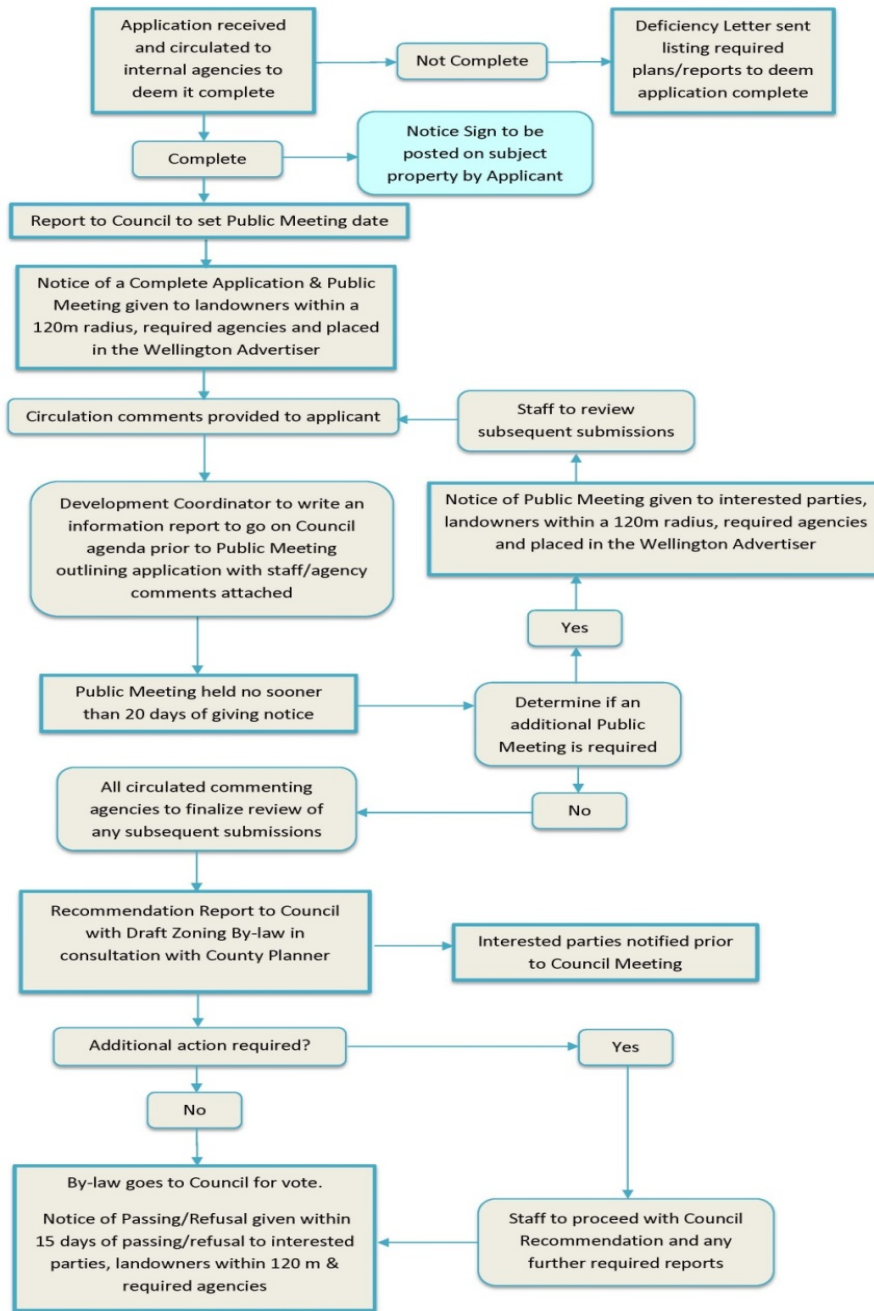 Application received
and circulated to
internal agencies to
deem it complete
Not Complete
Deficiency Letter sent
listing required
plans/reports to deem
application complete
Complete
Notice Sign to be
posted on subject
property by Applicant
Report to Council to set Public Meeting date
Notice of a Complete Application & Public
Meeting given to landowners within a
120m radius, required agencies and placed
in the Wellington Advertiser
Circulation comments provided to applicant
Staff to review
subsequent submissions
Development Coordinator to write an
information report to go on Council
agenda prior to Public Meeting
outlining application with staff/agency
comments attached
Notice of Public Meeting given to interested parties,
landowners within a 120m radius, required agencies
and placed in the Wellington Advertiser
Yes
Public Meeting held no sooner
than 20 days of giving notice
Determine if an
additional Public
Meeting is required
No
All circulated commenting
agencies to finalize review of
any subsequent submissions
Recommendation Report to Council
with Draft Zoning By-law in
consultation with County Planner
Interested parties notified prior
to Council Meeting
Additional action required?
Yes
No
By-law goes to Council for vote.
Notice of Passing/Refusal given within
15 days of passing/refusal to interested
parties, landowners within 120 m &
required agencies
Staff to proceed with Council
Recommendation and any
further required reports